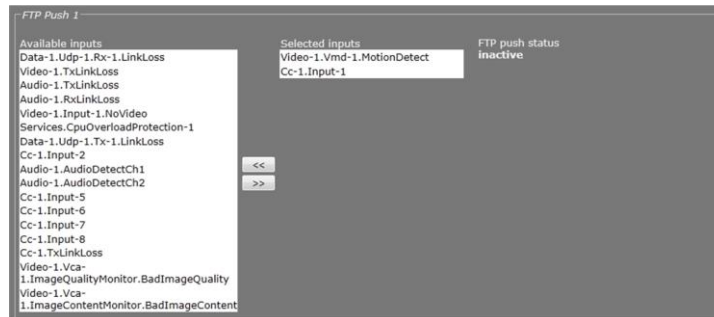 FTP Push 1
Available inputs
Data-1.Udp-1.Rx-1.LinkLoss
Video-1.TxLinkLoss
Audio-1.TxLinkLoss
Audio-1.RxLinkLoss
Video-1.Input-1.NoVideo
Services.CpuOverloadProtection-1
Data-1.Udp-1.Tx-1.LinkLoss
Cc-1.Input-2
Audio-1.AudioDetectCh1
Audio-1.AudioDetectCh2
Cc-1.Input-5
Cc-1.Input-6
Cc-1.Input-7
Cc-1.Input-8
Cc-1.TxLinkLoss
Video-1.Vca-
1.ImageQualityMonitor.BadImageQuality
Video-1.Vca-
1.ImageContentMonitor.BadImageContent
<<
>>
Selected inputs
Video-1.Vmd-1.MotionDetect
Cc-1.Input-1
FTP push status
inactive